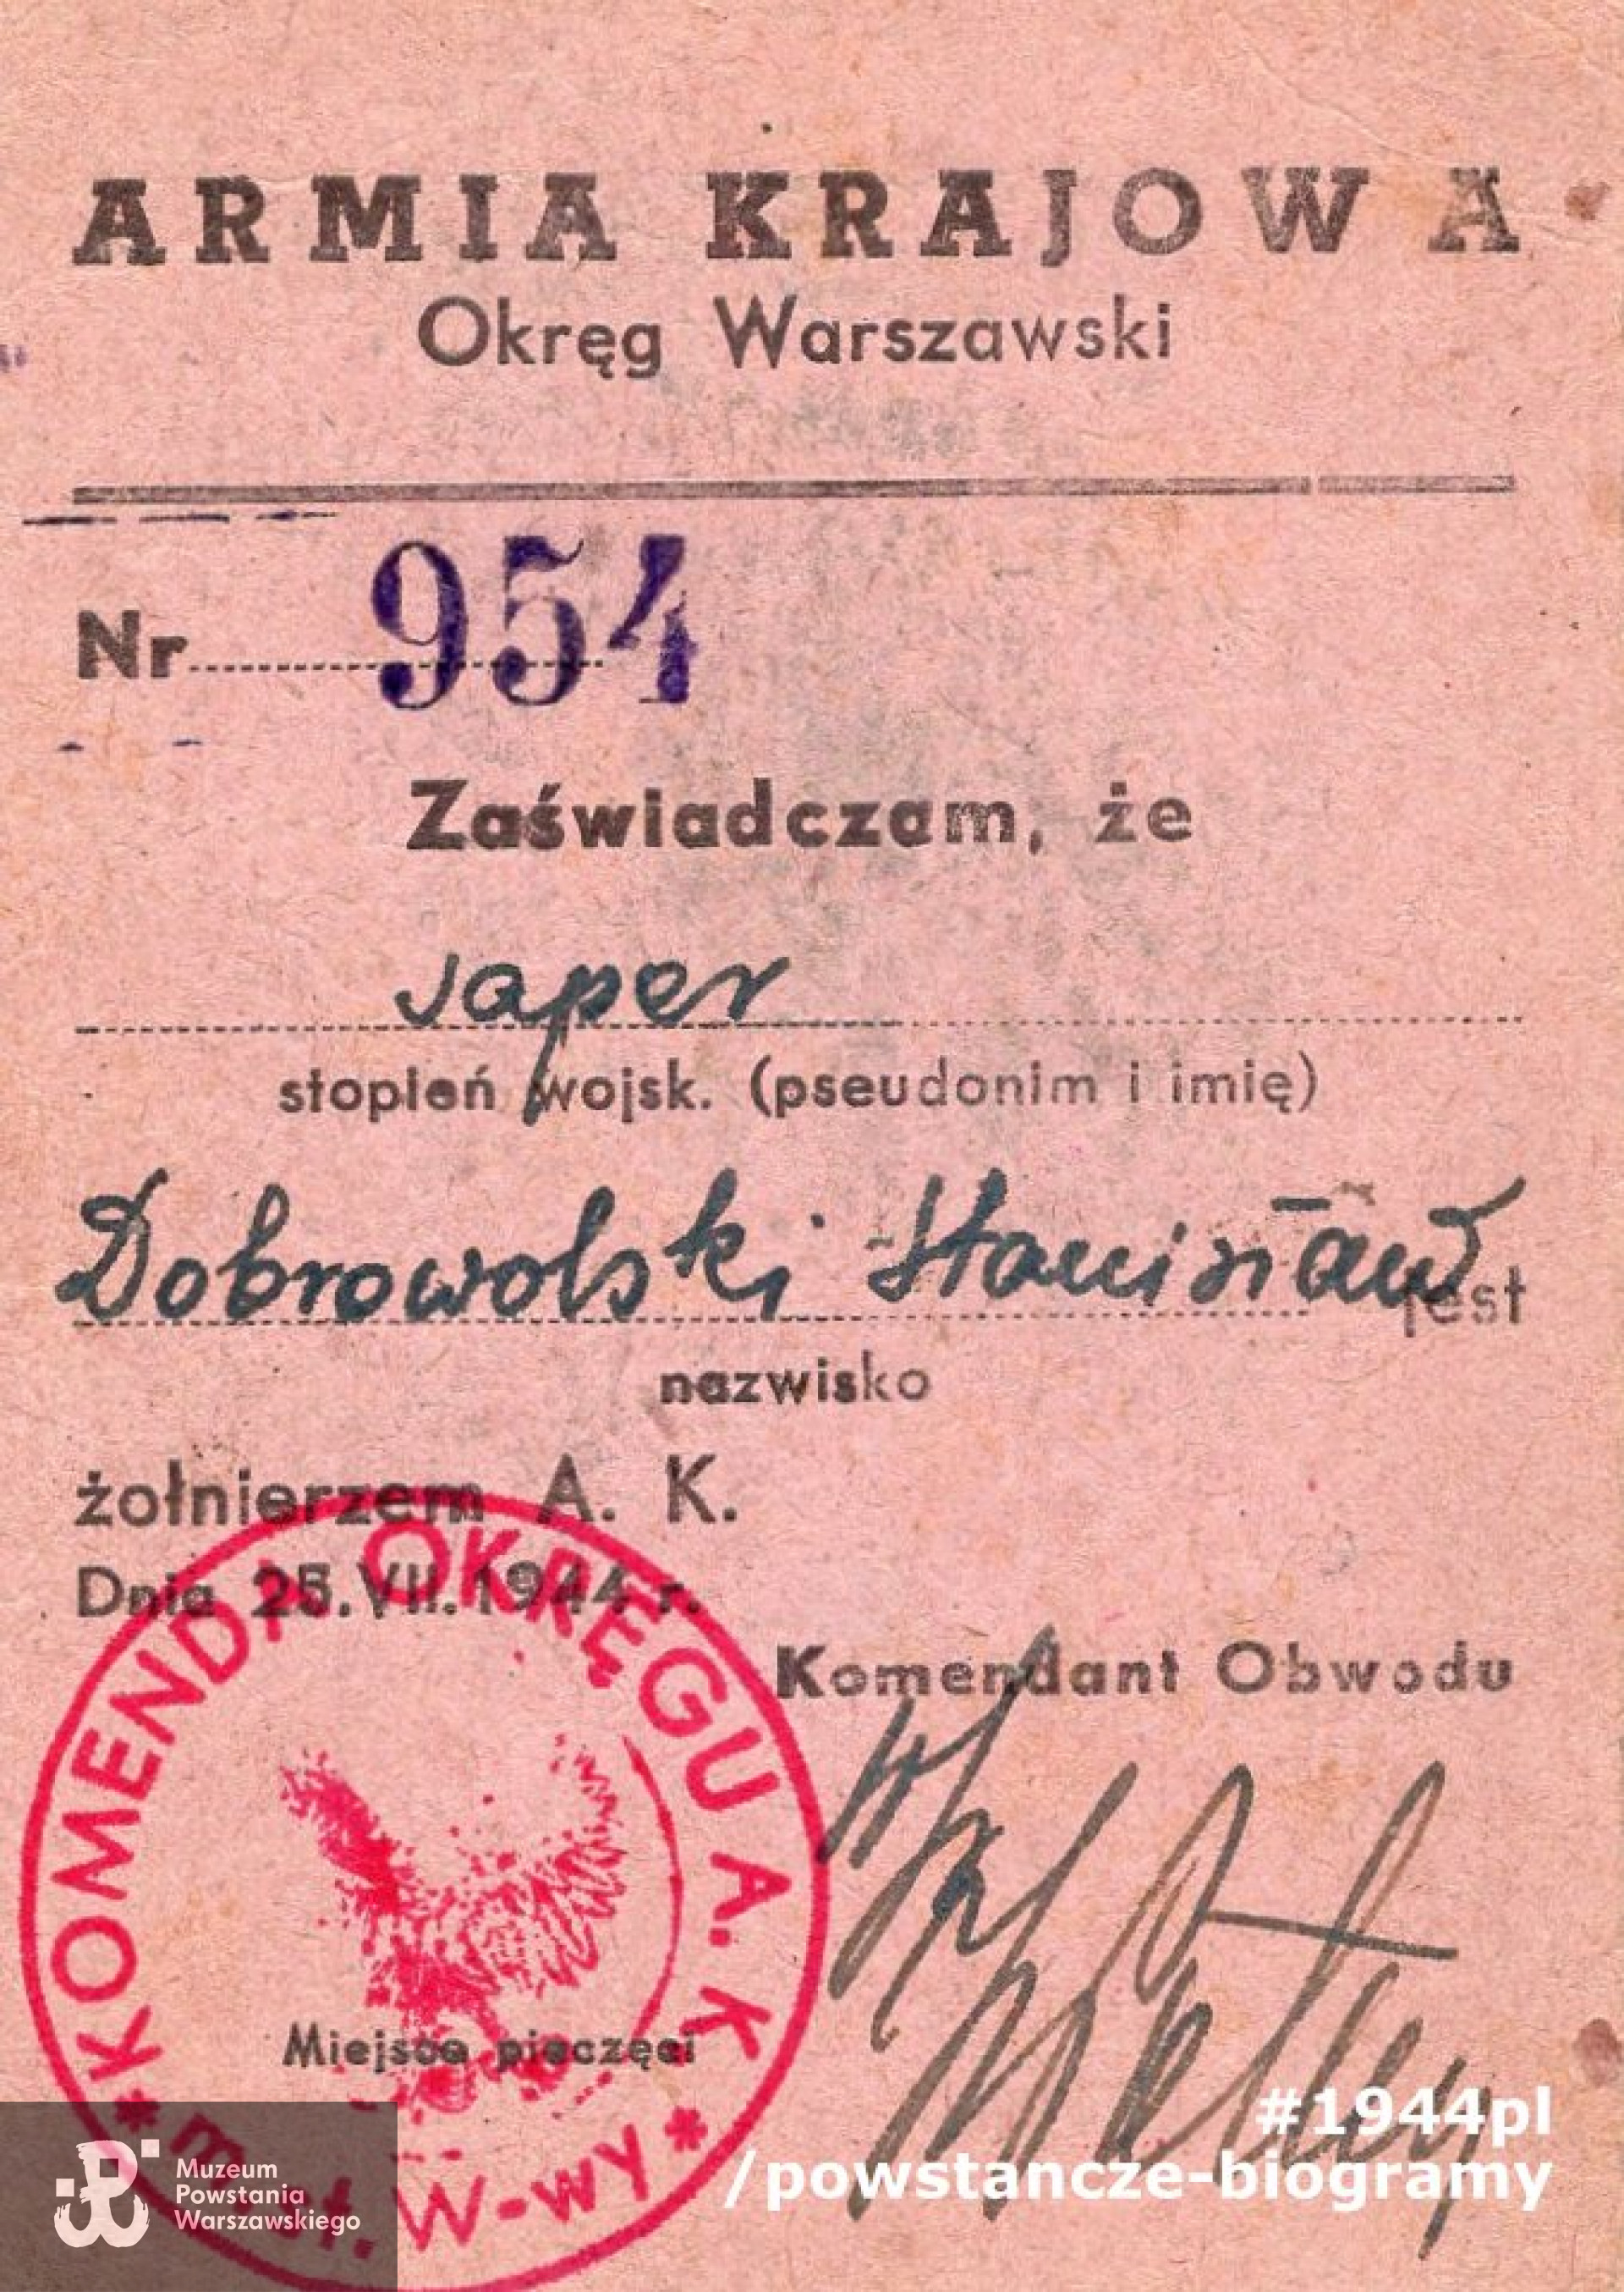 ARMIA KRAJOWA
Okręg Warszawski
Nr 954
Zaświadczam, że
saper
stopień wojsk. (pseudonim i imię)
Dobrowolski Stanisław jest
nazwisko
żołnierzem A. K.
Dnia 25.VII.1944 r.
Komendant Obwodu
KOMENDA OKRĘGU A.K. * m. st. W-wy *
Miejsce pieczęci
#1944pl
/powstancze-biogramy
Muzeum
Powstania
Warszawskiego